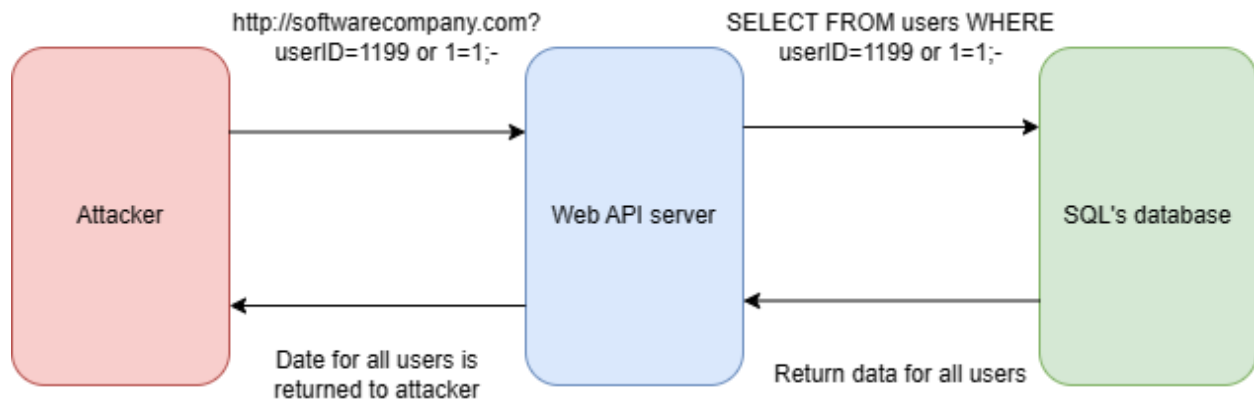 http://softwarecompany.com?
userID=1199 or 1=1;-
SELECT FROM users WHERE
userID=1199 or 1=1;-
Attacker
Web API server
SQL's database
Date for all users is
returned to attacker
Return data for all users